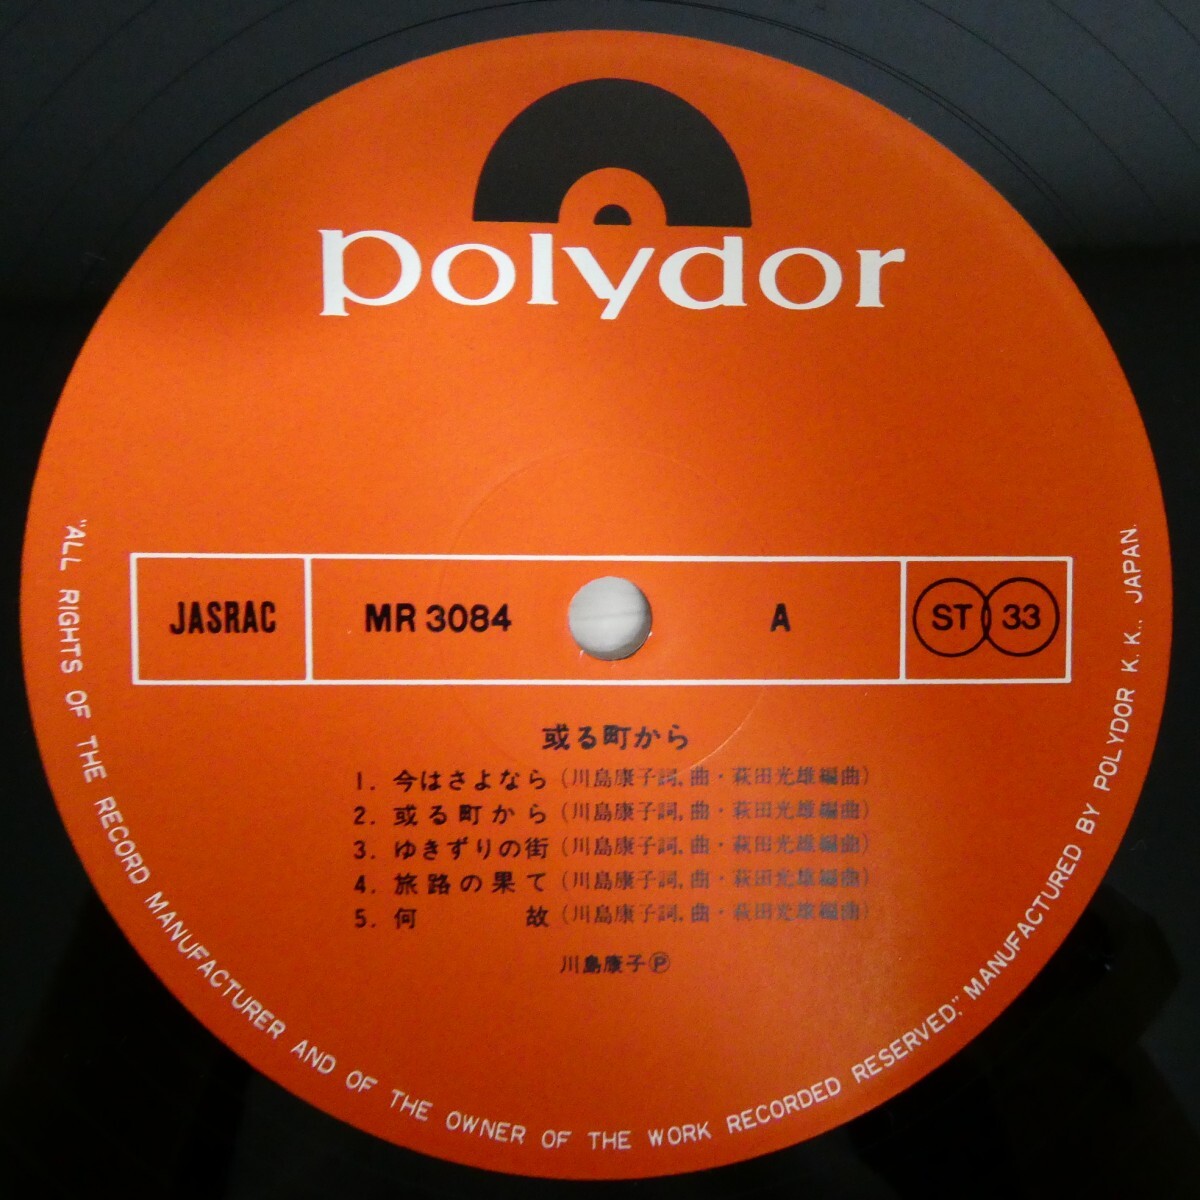 polydor
JASRAC
MR 3084
A
ST 33
或る町から
1. 今はさよなら (川島康子詞,曲・萩田光雄編曲)
2. 或る町から (川島康子詞,曲・萩田光雄編曲)
3. ゆきずりの街 (川島康子詞,曲・萩田光雄編曲)
4. 旅路の果て (川島康子詞,曲・萩田光雄編曲)
5. 何故 (川島康子詞,曲・萩田光雄編曲)
川島康子Ⓟ
"ALL RIGHTS OF THE RECORD MANUFACTURER AND OF THE OWNER OF THE WORK RECORDED RESERVED," MANUFACTURED BY POLYDOR K. K., JAPAN.